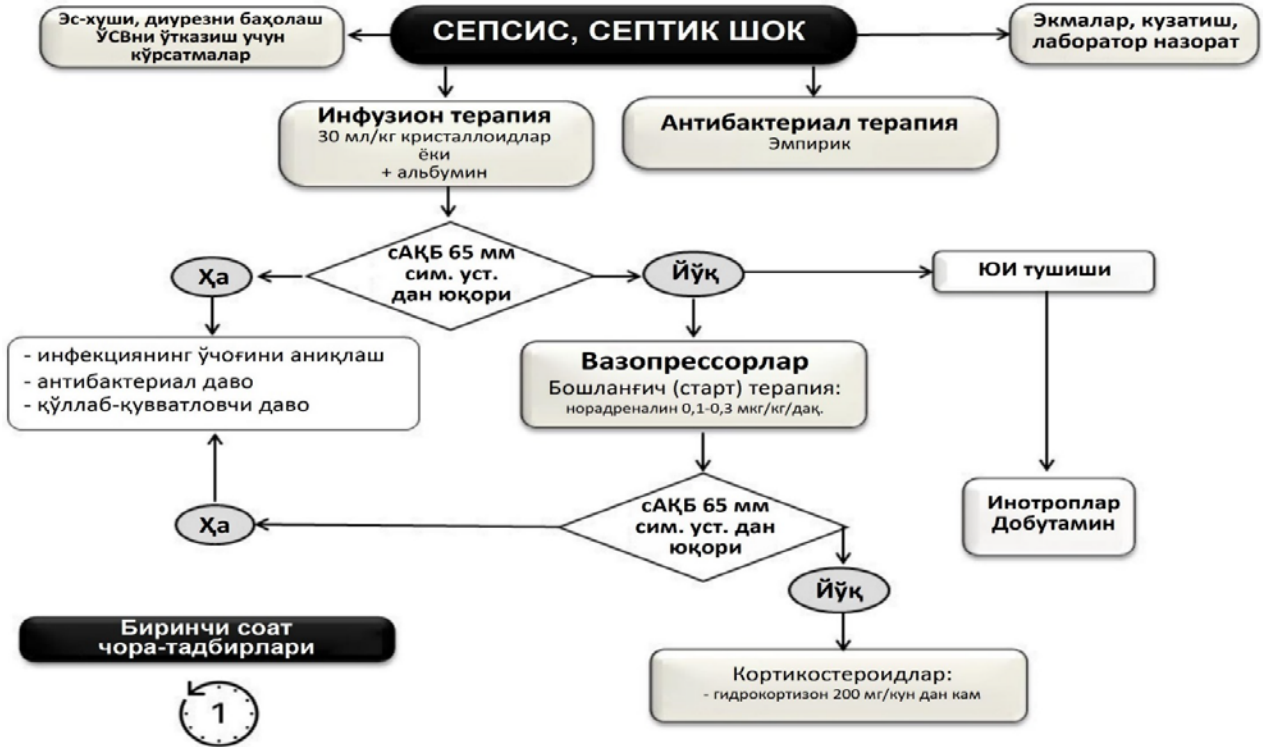 Эс-хуши, диурезни баҳолаш
ЎСВни ўтказиш учун
кўрсатмалар
СЕПСИС, СЕПТИК ШОК
Экмалар, кузатиш,
лаборатор назорат
Инфузион терапия
30 мл/кг кристаллоидлар
ёки
+ альбумин
Антибактериал терапия
Эмпирик
сАҚБ 65 мм
сим. уст.
дан юқори
Ҳа
Йўқ
ЮИ тушиши
- инфекциянинг ўчоғини аниқлаш
- антибактериал даво
- қўллаб-қувватловчи даво
Вазопрессорлар
Бошланғич (старт) терапия:
норадреналин 0,1-0,3 мкг/кг/дақ.
Ҳа
сАҚБ 65 мм
сим. уст. дан
юқори
Инотроплар
Добутамин
Йўқ
Биринчи соат
чора-тадбирлари
1
Кортикостероидлар:
- гидрокортизон 200 мг/кун дан кам